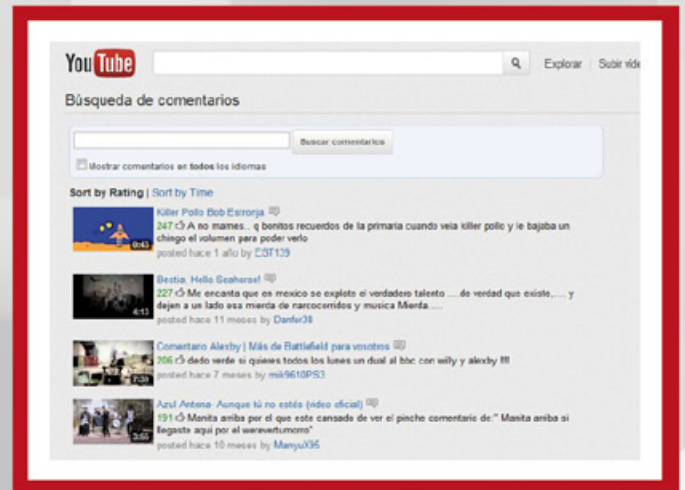 YouTube
Explorar | Subir víde
Búsqueda de comentarios
Buscar comentarios
Mostrar comentarios en todos los idiomas
Sort by Rating | Sort by Time
Killer Pollo Bob Esironja
247 A no mames.. q bonitos recuerdos de la primaria cuando veia killer pollo y le bajaba un
chingo el volumen para poder verlo
posted hace 1 año by EST139
0:43
Bestia, Hello Seahorse!
227 Me encanta que en mexico se explote el verdadero talento ....de verdad que existe,.... y
dejen a un lado esa mierda de narcocorridos y musica Mierda.....
posted hace 11 meses by Danfer38
4:13
Comentario Alexby | Más de Battlefield para vosotros
206 dedo verde si quieres todos los lunes un dual al bbc con willy y alexby !!!!
posted hace 7 meses by mik9610PS3
7:39
Azul Antena- Aunque tú no estés (video oficial)
191 Manita arriba por el que este cansado de ver el pinche comentario de:" Manita arriba si
llegaste aqui por el werevertumorro"
posted hace 10 meses by ManyuX35
3:55